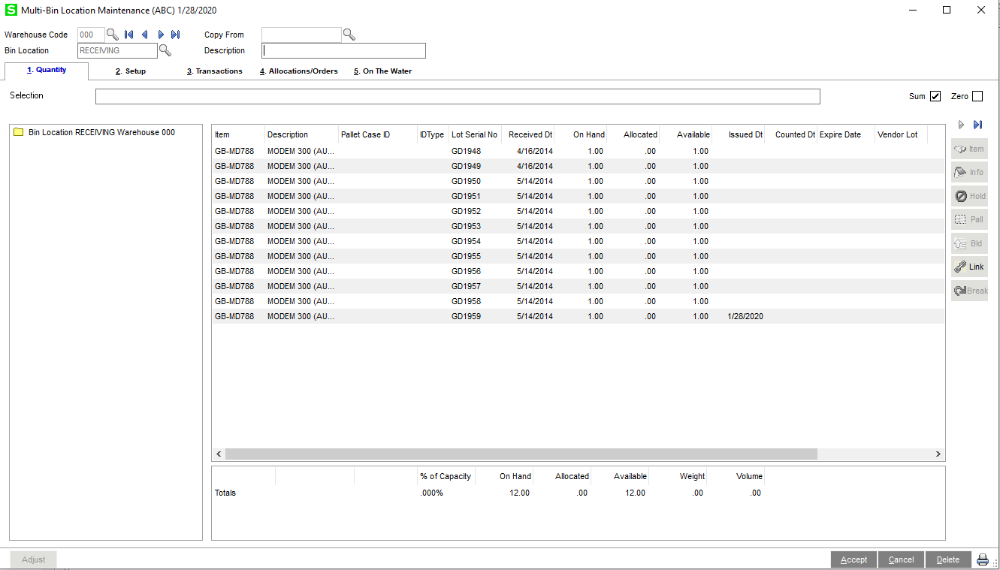 S Multi-Bin Location Maintenance (ABC) 1/28/2020
Warehouse Code 000 Copy From
Bin Location RECEIVING Description
1. Quantity 2. Setup 3. Transactions 4. Allocations/Orders 5. On The Water
Selection Sum Zero
Bin Location RECEIVING Warehouse 000
Item Description Pallet Case ID IDType Lot Serial No Received Dt On Hand Allocated Available Issued Dt Counted Dt Expire Date Vendor Lot
GB-MD788 MODEM 300 (AU... GD1948 4/16/2014 1.00 .00 1.00
GB-MD788 MODEM 300 (AU... GD1949 4/16/2014 1.00 .00 1.00
GB-MD788 MODEM 300 (AU... GD1950 5/14/2014 1.00 .00 1.00
GB-MD788 MODEM 300 (AU... GD1951 5/14/2014 1.00 .00 1.00
GB-MD788 MODEM 300 (AU... GD1952 5/14/2014 1.00 .00 1.00
GB-MD788 MODEM 300 (AU... GD1953 5/14/2014 1.00 .00 1.00
GB-MD788 MODEM 300 (AU... GD1954 5/14/2014 1.00 .00 1.00
GB-MD788 MODEM 300 (AU... GD1955 5/14/2014 1.00 .00 1.00
GB-MD788 MODEM 300 (AU... GD1956 5/14/2014 1.00 .00 1.00
GB-MD788 MODEM 300 (AU... GD1957 5/14/2014 1.00 .00 1.00
GB-MD788 MODEM 300 (AU... GD1958 5/14/2014 1.00 .00 1.00
GB-MD788 MODEM 300 (AU... GD1959 5/14/2014 1.00 .00 1.00 1/28/2020
Item
Info
Hold
Pall
Bld
Link
Break
% of Capacity On Hand Allocated Available Weight Volume
Totals .000% 12.00 .00 12.00 .00 .00
Adjust Accept Cancel Delete